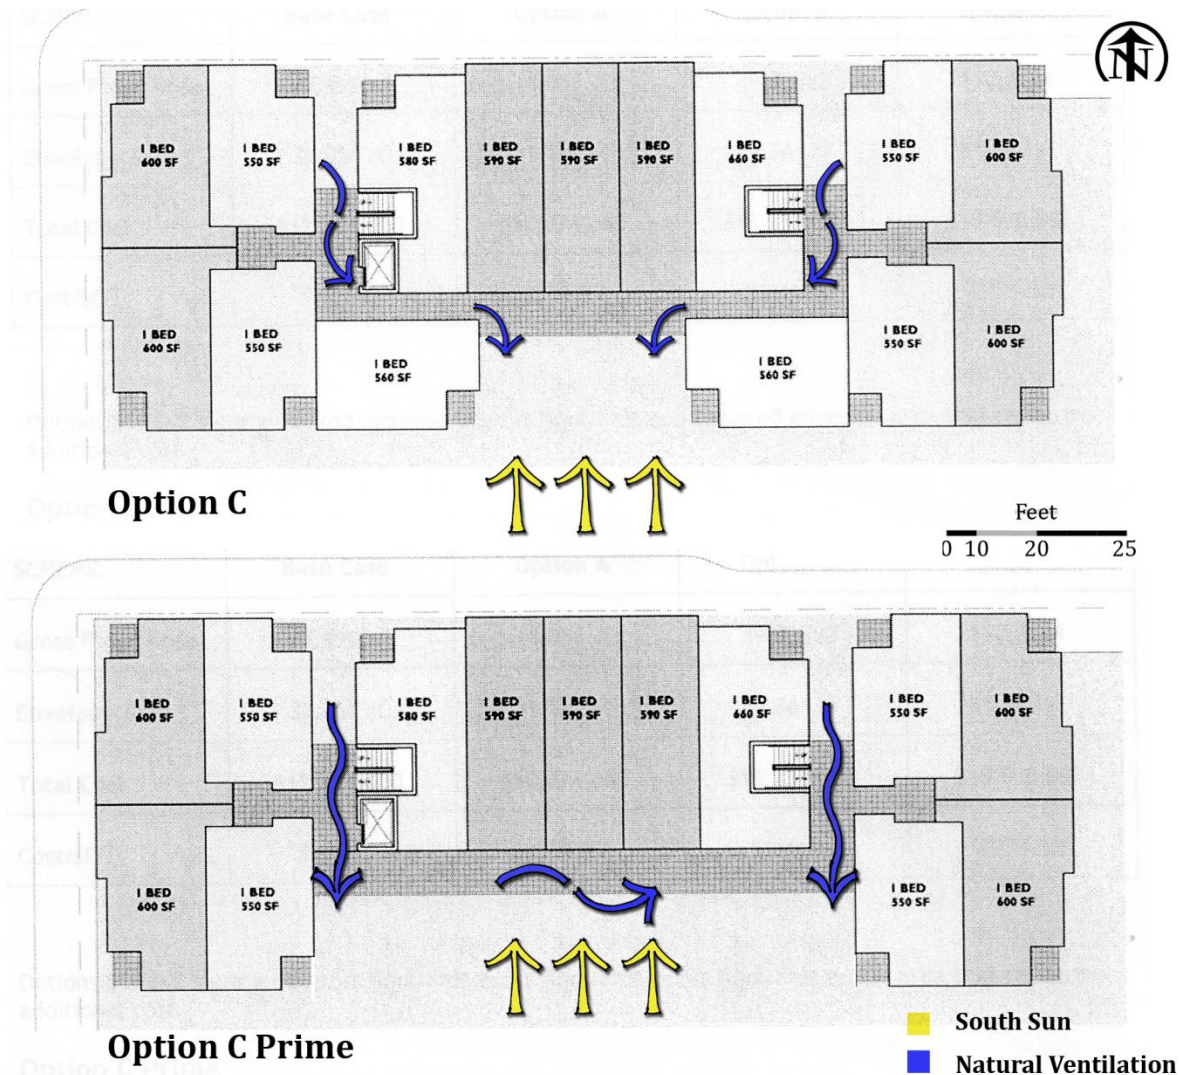 SCHEME Base Case Option A
N
1 BED
600 SF
1 BED
550 SF
1 BED
580 SF
1 BED
590 SF
1 BED
590 SF
1 BED
590 SF
1 BED
660 SF
1 BED
550 SF
1 BED
600 SF
1 BED
600 SF
1 BED
550 SF
1 BED
560 SF
1 BED
560 SF
1 BED
550 SF
1 BED
600 SF
Option C
Feet
0 10 20 25
SCHEME Base Case Option A
1 BED
600 SF
1 BED
550 SF
1 BED
580 SF
1 BED
590 SF
1 BED
590 SF
1 BED
590 SF
1 BED
660 SF
1 BED
550 SF
1 BED
600 SF
1 BED
600 SF
1 BED
550 SF
1 BED
550 SF
1 BED
600 SF
Option C Prime
South Sun
Natural Ventilation
Option C Prime